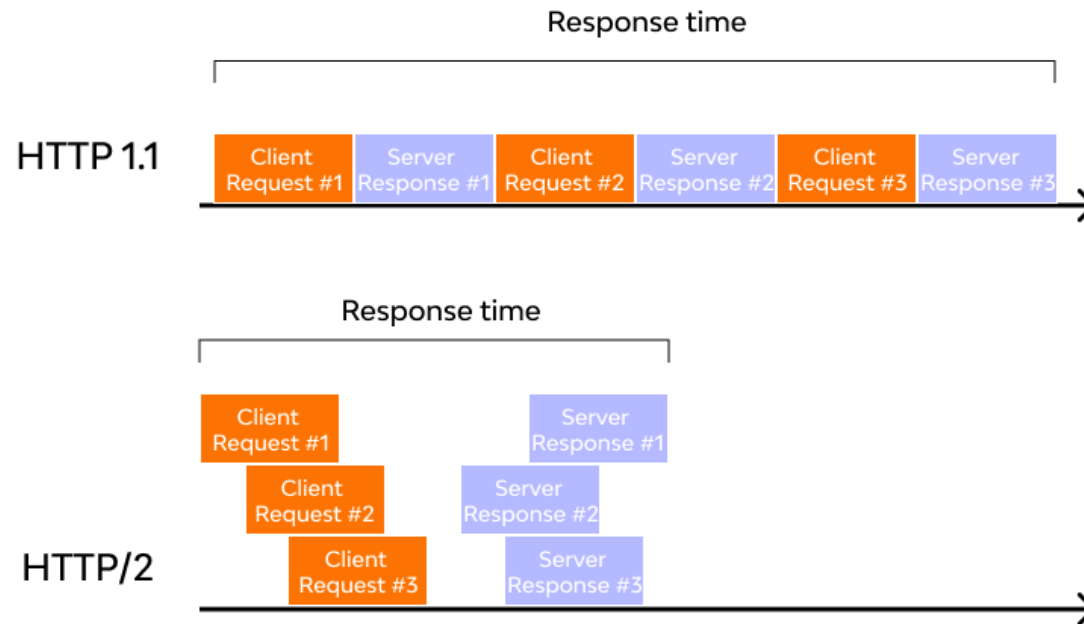 Response time
HTTP 1.1
Client
Request #1
Server
Response #1
Client
Request #2
Server
Response #2
Client
Request #3
Server
Response #3
Response time
Client
Request #1
Server
Response #1
Client
Request #2
Server
Response #2
HTTP/2
Client
Request #3
Server
Response #3